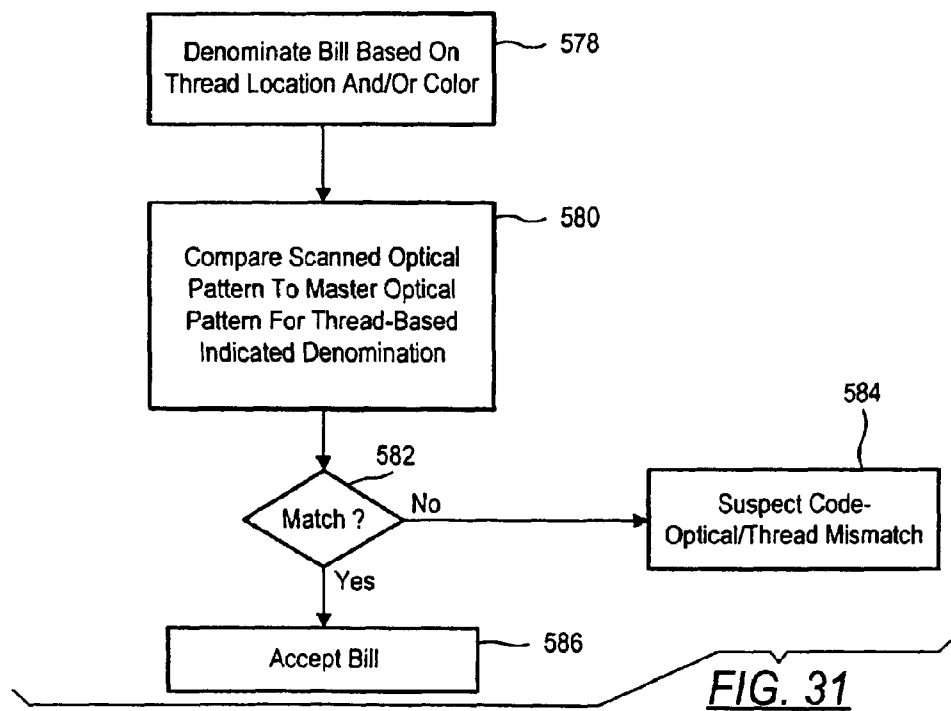 Denominate Bill Based On
Thread Location And/Or Color
578
Compare Scanned Optical
Pattern To Master Optical
Pattern For Thread-Based
Indicated Denomination
580
582
Match ?
No
Yes
584
Suspect Code-
Optical/Thread Mismatch
Accept Bill
586
FIG. 31